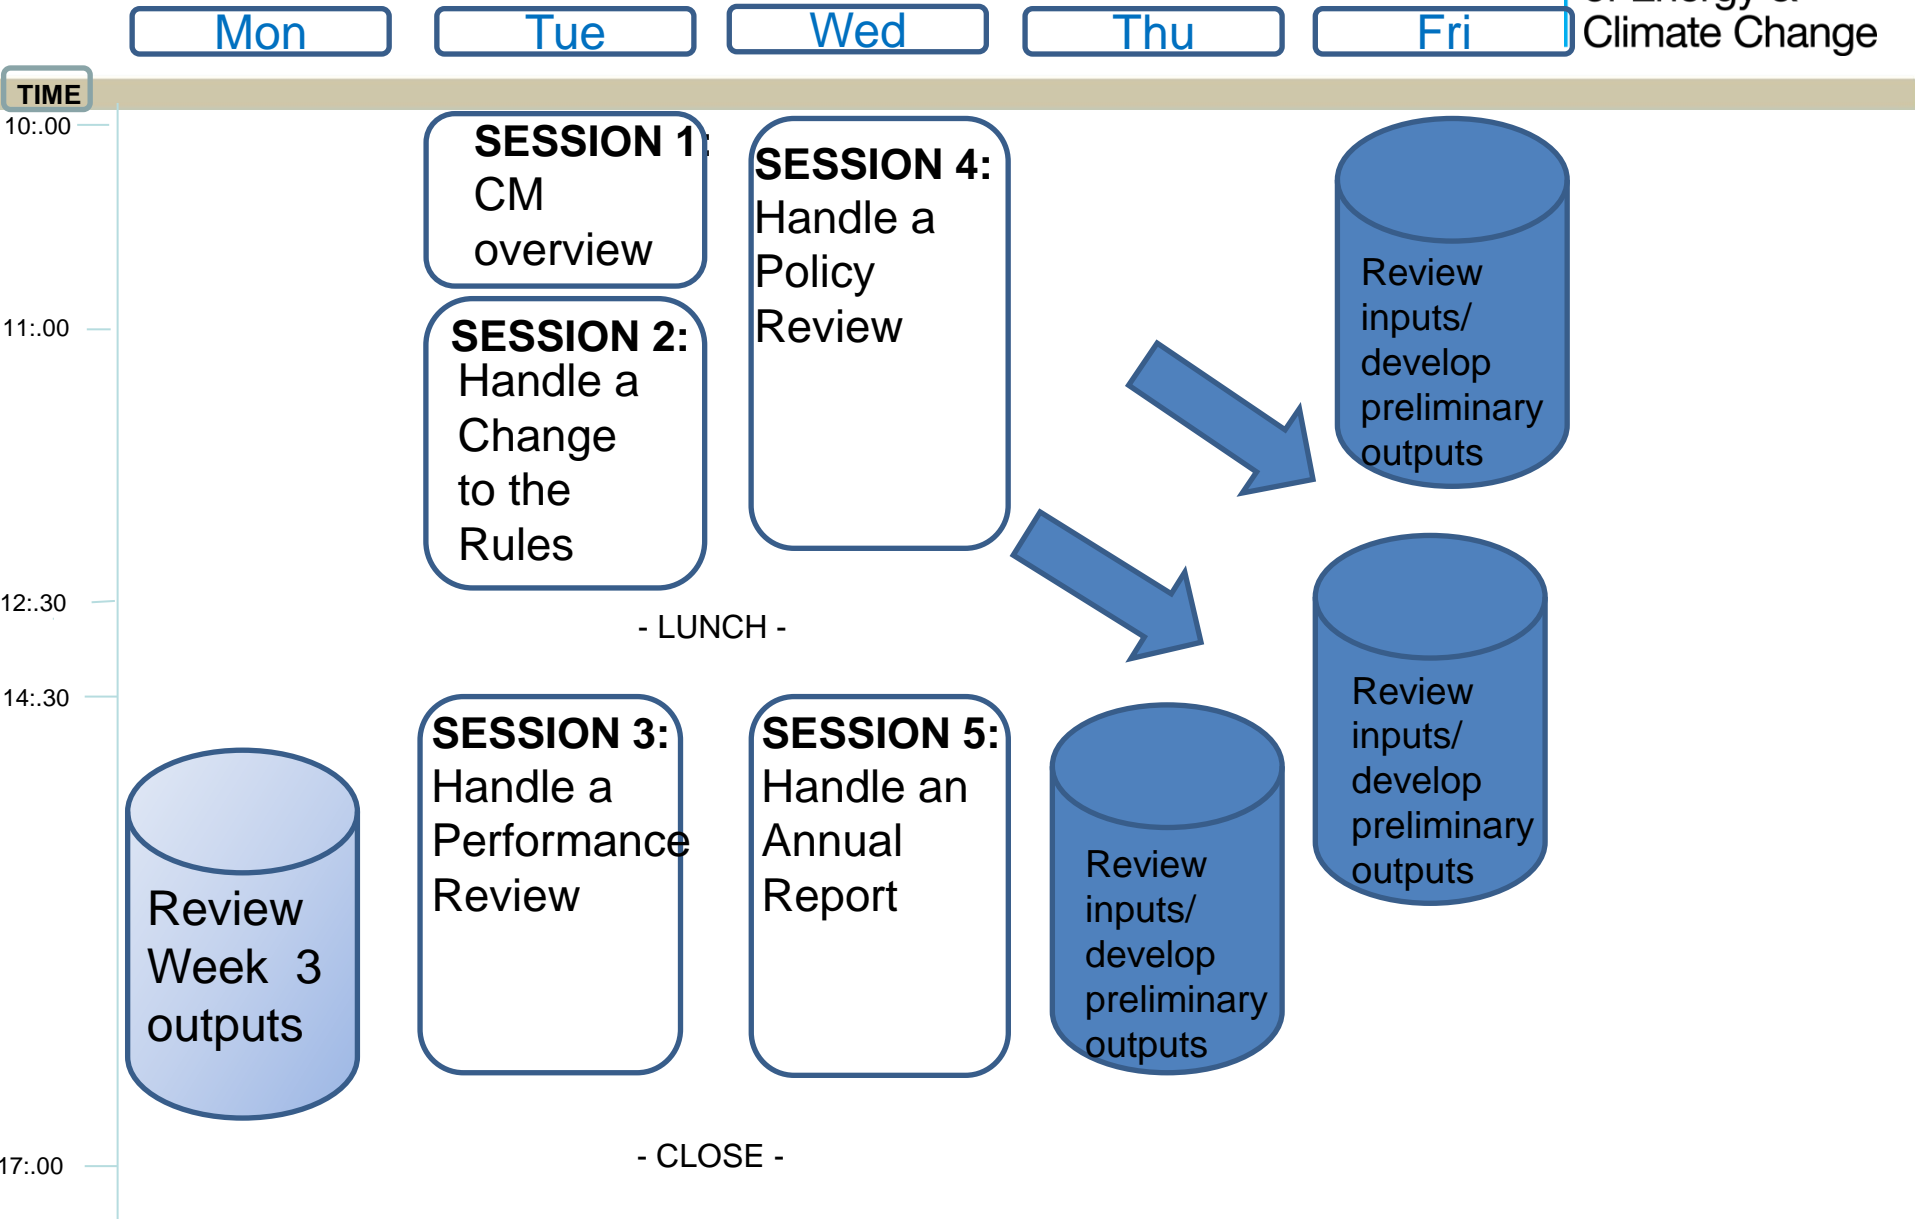 of Energy &
Climate Change
Mon
Tue
Wed
Thu
Fri
TIME
10:.00
11:.00
12:.30
14:.30
17:.00
SESSION 1:
CM
overview
SESSION 2:
Handle a
Change
to the
Rules
SESSION 4:
Handle a
Policy
Review
Review
inputs/
develop
preliminary
outputs
- LUNCH -
Review
Week 3
outputs
SESSION 3:
Handle a
Performance
Review
SESSION 5:
Handle an
Annual
Report
Review
inputs/
develop
preliminary
outputs
Review
inputs/
develop
preliminary
outputs
- CLOSE -